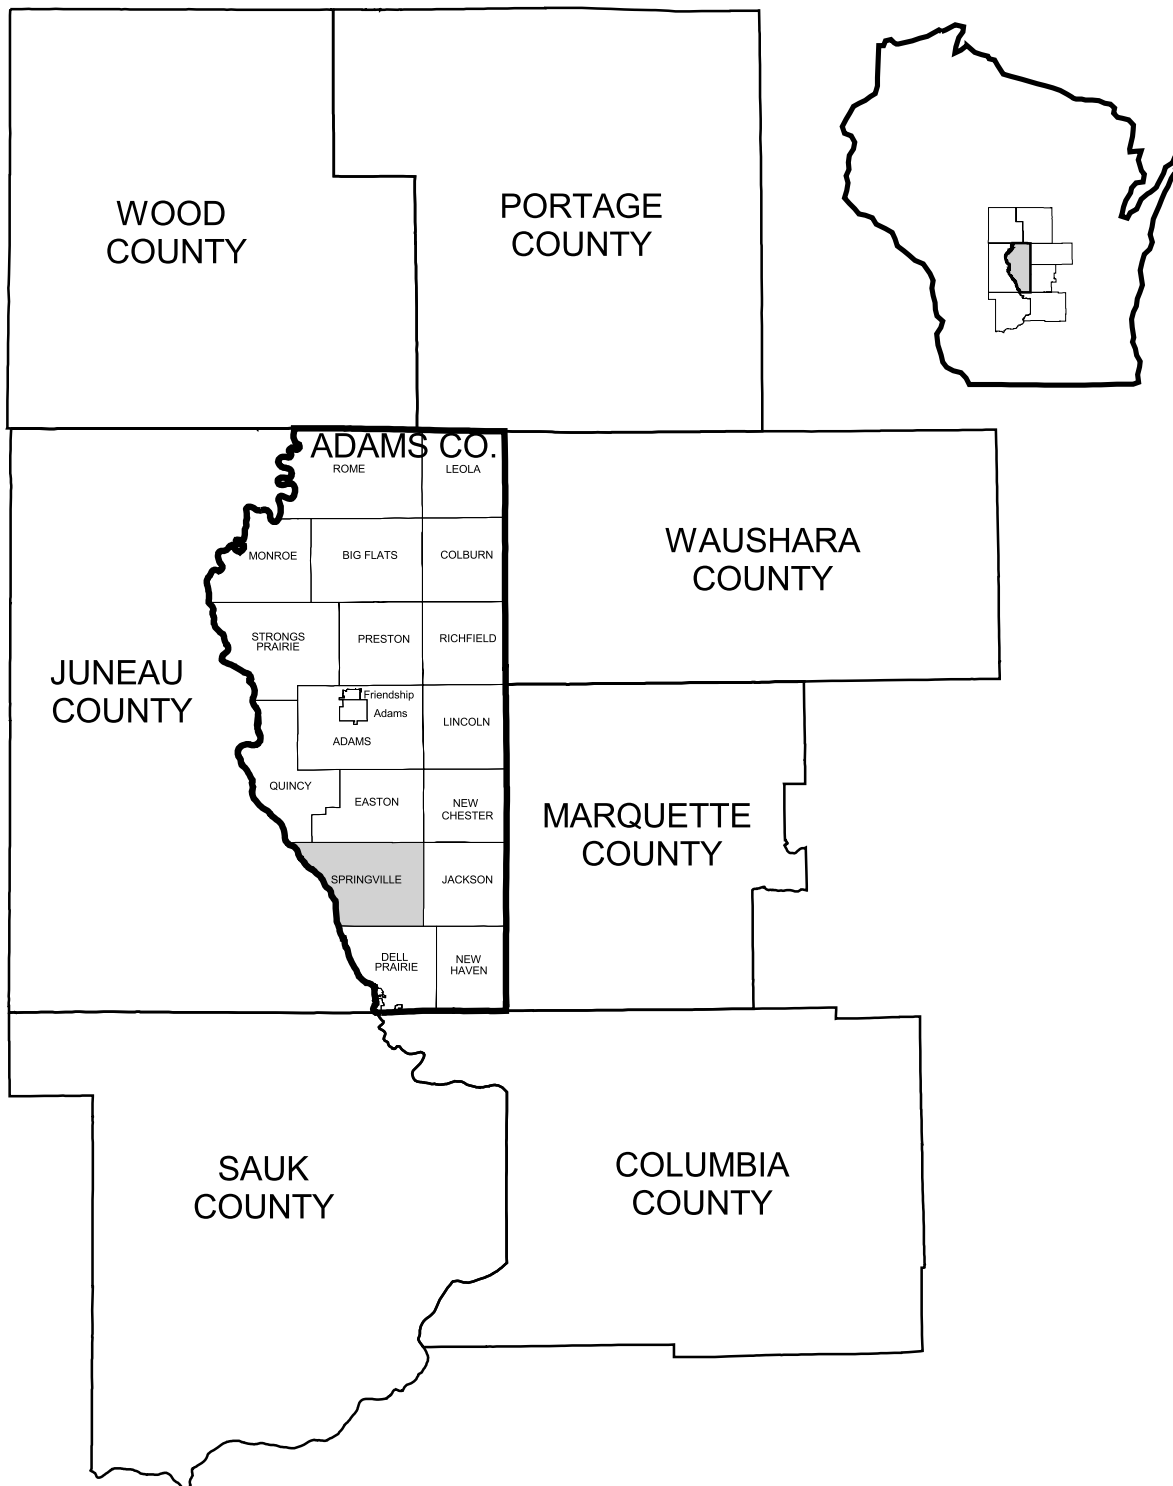 WOOD
COUNTY
PORTAGE
COUNTY
ADAMS CO.
ROME
LEOLA
MONROE
BIG FLATS
COLBURN
WAUSHARA
COUNTY
STRONGS
PRAIRIE
PRESTON
RICHFIELD
JUNEAU
COUNTY
Friendship
Adams
ADAMS
LINCOLN
QUINCY
EASTON
NEW
CHESTER
MARQUETTE
COUNTY
SPRINGVILLE
JACKSON
DELL
PRAIRIE
NEW
HAVEN
SAUK
COUNTY
COLUMBIA
COUNTY